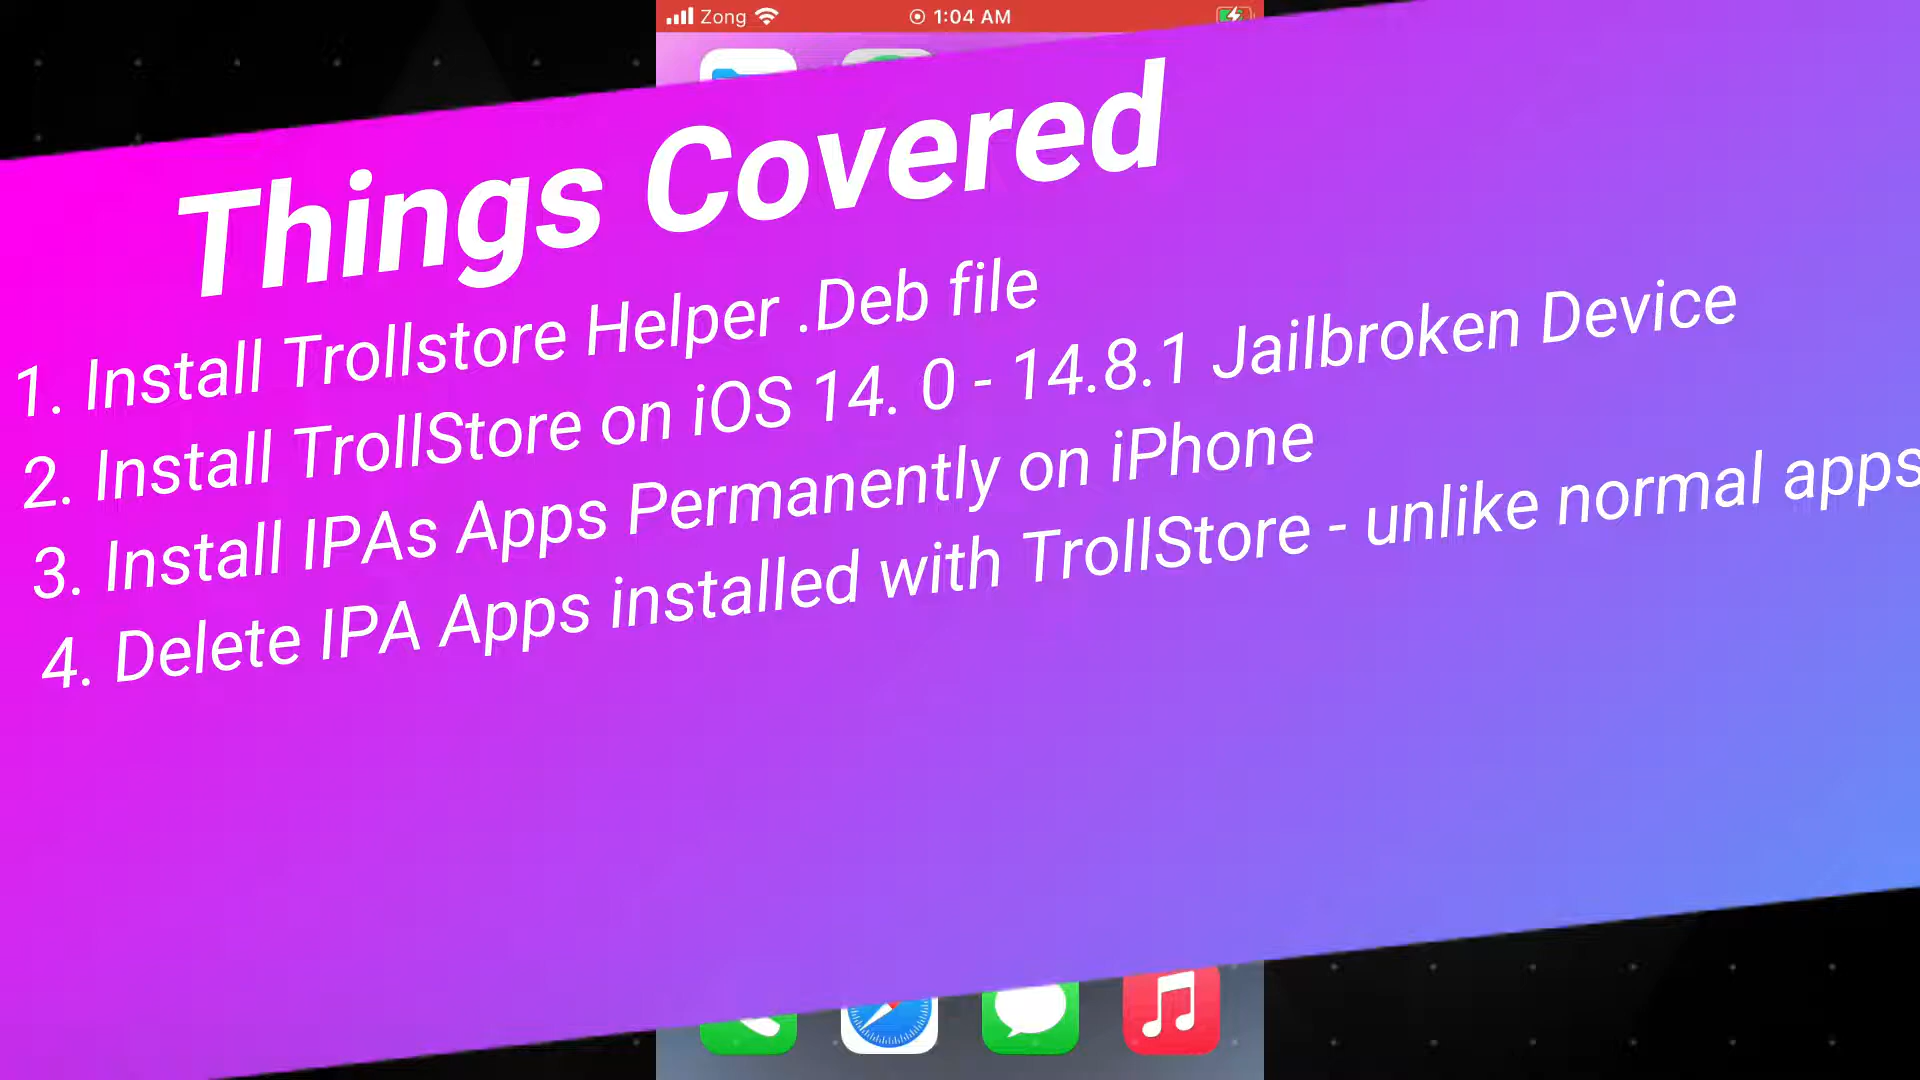 Zong
1:04 AM
Things Covered
1. Install Trollstore Helper .Deb file
2. Install TrollStore on iOS 14. 0 - 14.8.1 Jailbroken Device
3. Install IPAs Apps Permanently on iPhone
4. Delete IPA Apps installed with TrollStore - unlike normal apps